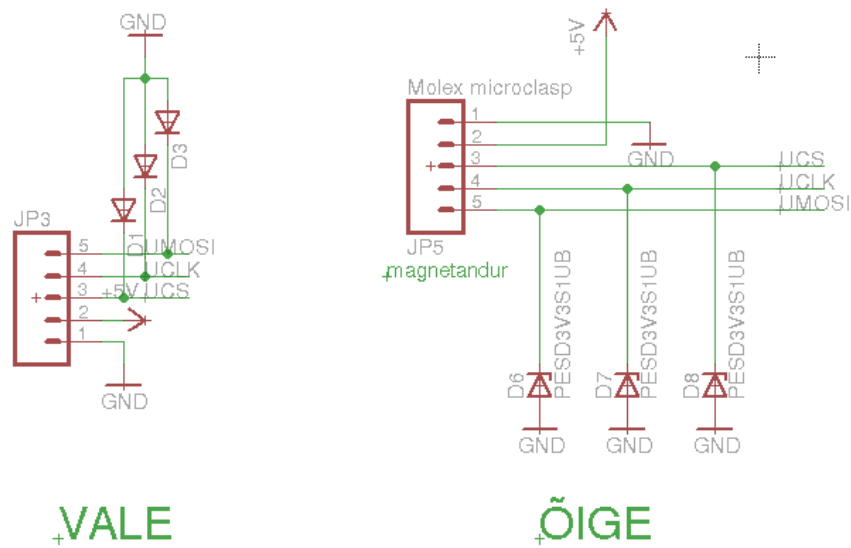 GND
D3
D2
D1
JP3
5
4
3
2
1
UMOSI
UCLK
+5V
UCS
GND
VALE
+5V
Molex microclasp
1
2
3
4
5
GND
UCS
UCLK
UMOSI
JP5
magnetandur
D6
PESD3V3S1UB
D7
PESD3V3S1UB
D8
PESD3V3S1UB
GND
GND
GND
ÕIGE